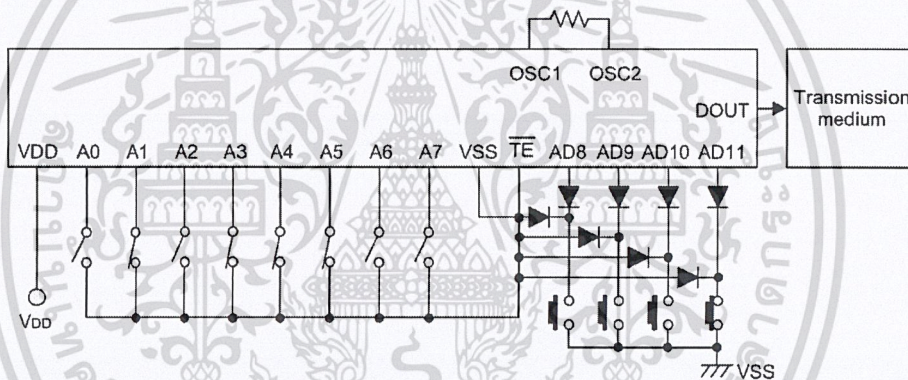 OSC1 OSC2
DOUT
Transmission
medium
VDD A0 A1 A2 A3 A4 A5 A6 A7 VSS TE AD8 AD9 AD10 AD11
VDD
VSS